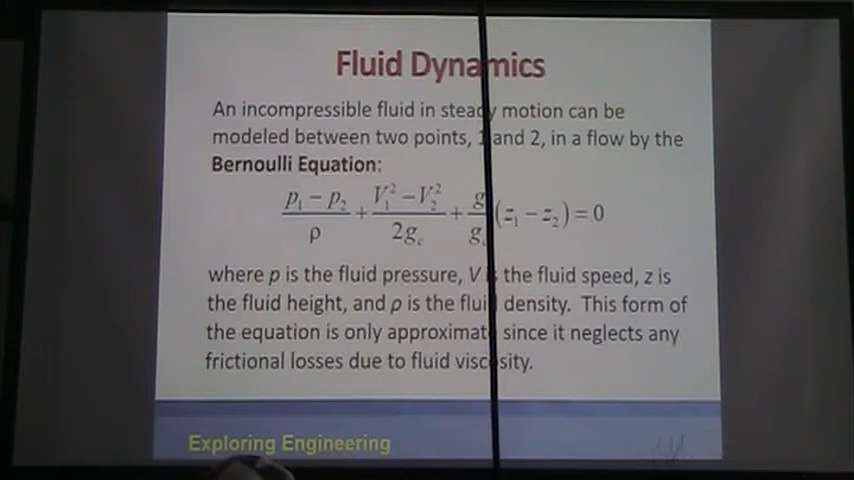 Fluid Dynamics
An incompressible fluid in steady motion can be
modeled between two points, 1 and 2, in a flow by the
Bernoulli Equation:
(p₁ − p₂)/ρ + (V₁² − V₂²)/2g_c + g/g_c (z₁ − z₂) = 0
where p is the fluid pressure, V is the fluid speed, z is
the fluid height, and ρ is the fluid density. This form of
the equation is only approximate since it neglects any
frictional losses due to fluid viscosity.
Exploring Engineering